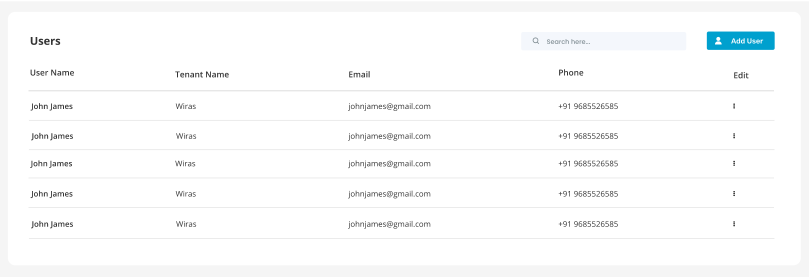 Users
Search here...
Add User
User Name Tenant Name Email Phone Edit
John James Wiras johnjames@gmail.com +91 9685526585
John James Wiras johnjames@gmail.com +91 9685526585
John James Wiras johnjames@gmail.com +91 9685526585
John James Wiras johnjames@gmail.com +91 9685526585
John James Wiras johnjames@gmail.com +91 9685526585